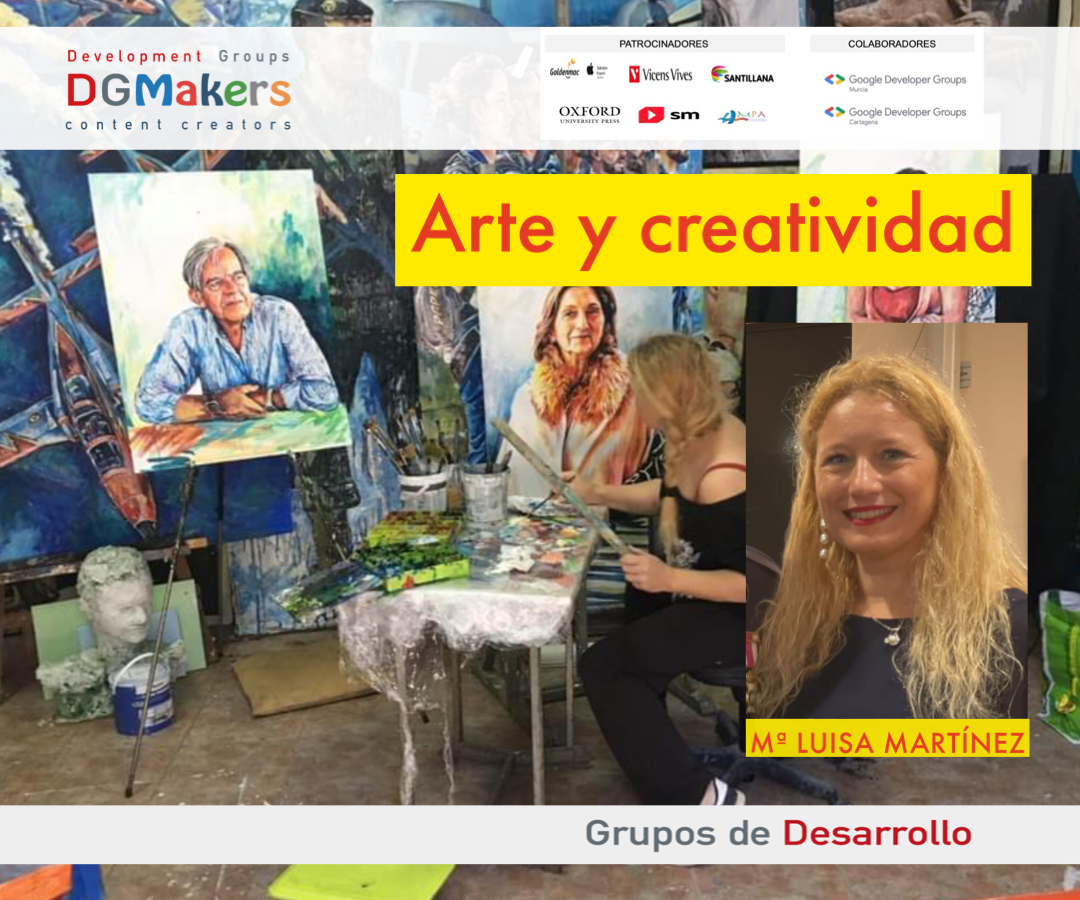 Development Groups
DGMakers
content creators
PATROCINADORES
Goldenmac
Vicens Vives
SANTILLANA
OXFORD
UNIVERSITY PRESS
sm
AMPA
COLABORADORES
Google Developer Groups
Murcia
Google Developer Groups
Cartagena
Arte y creatividad
Mª LUISA MARTÍNEZ
Grupos de Desarrollo